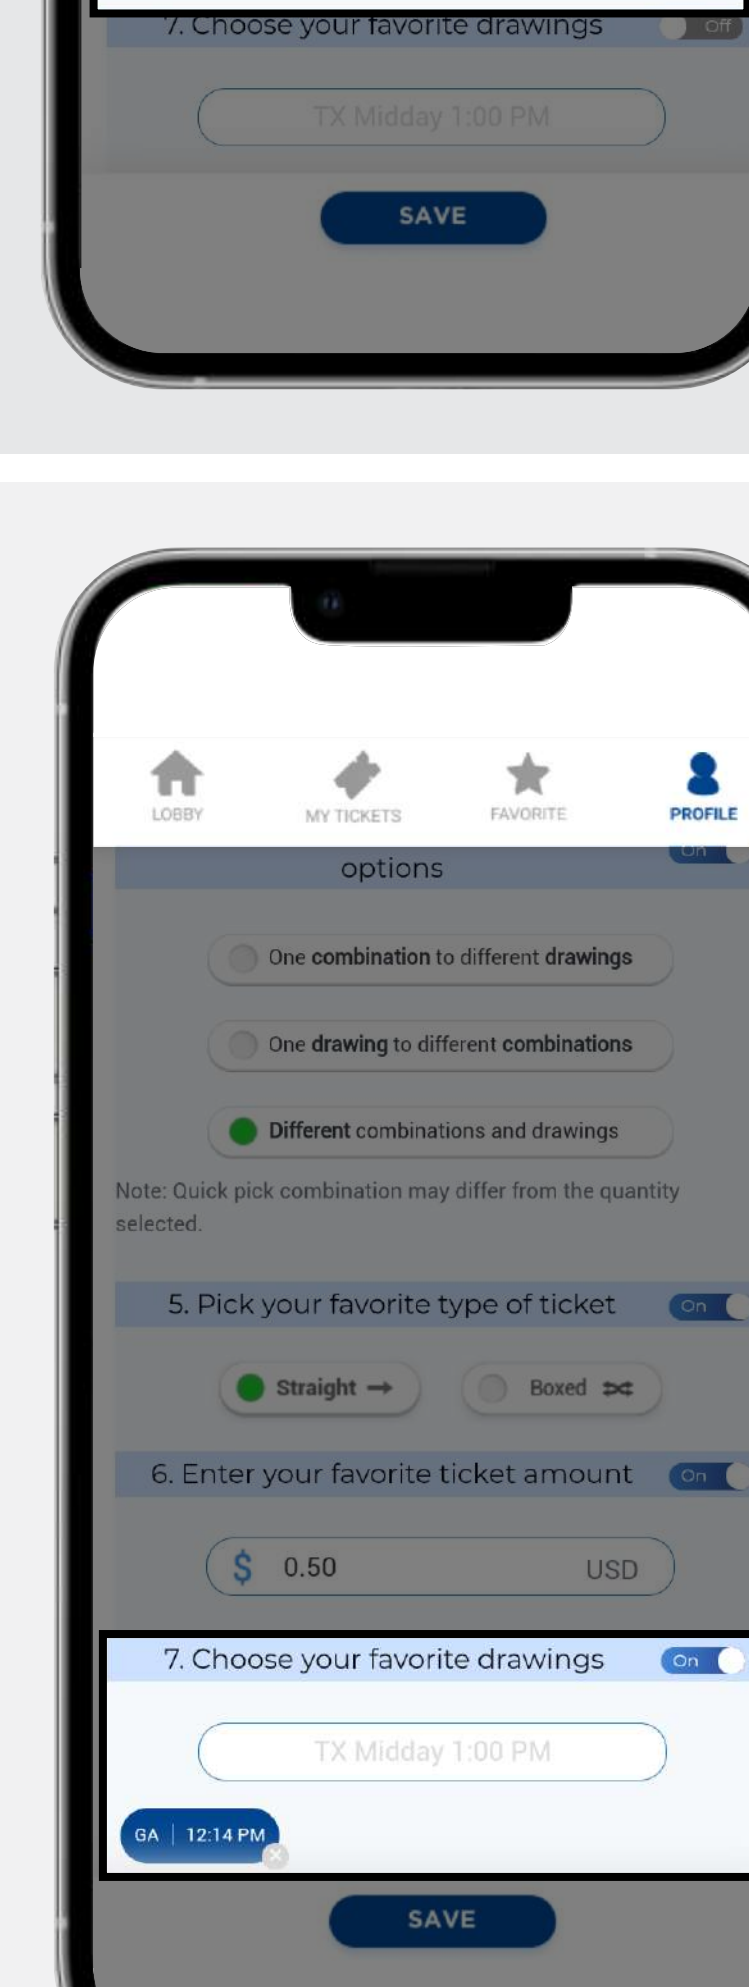 7. Choose your favorite drawings
Off
TX Midday 1:00 PM
SAVE
LOBBY
MY TICKETS
FAVORITE
PROFILE
options
On
One combination to different drawings
One drawing to different combinations
Different combinations and drawings
Note: Quick pick combination may differ from the quantity
selected.
5. Pick your favorite type of ticket
On
Straight →
Boxed
6. Enter your favorite ticket amount
On
$ 0.50 USD
7. Choose your favorite drawings
On
TX Midday 1:00 PM
GA | 12:14 PM
SAVE